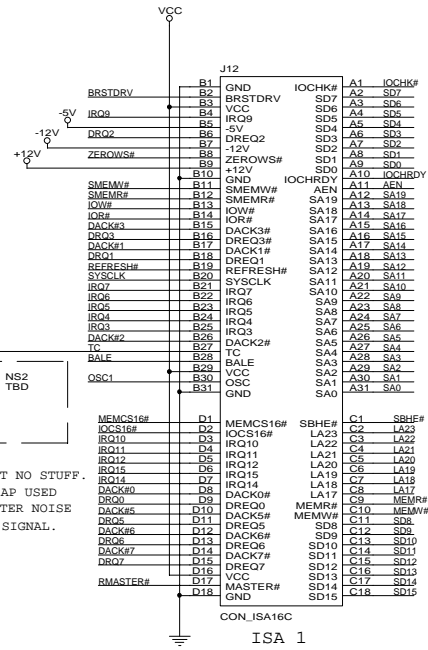 VCC
J12
B1 GND IOCHK# A1 IOCHK#
BRSTDRV B2 BRSTDRV SD7 A2 SD7
B3 VCC SD6 A3 SD6
IRQ9 B4 IRQ9 SD5 A4 SD5
-5V B5 -5V SD4 A5 SD4
DRQ2 B6 DREQ2 SD3 A6 SD3
-12V B7 -12V SD2 A7 SD2
ZEROWS# B8 ZEROWS# SD1 A8 SD1
+12V B9 +12V SD0 A9 SD0
B10 GND IOCHRDY A10 IOCHRDY
SMEMW# B11 SMEMW# AEN A11 AEN
SMEMR# B12 SMEMR# SA19 A12 SA19
IOW# B13 IOW# SA18 A13 SA18
IOR# B14 IOR# SA17 A14 SA17
DACK#3 B15 DACK3# SA16 A15 SA16
DRQ3 B16 DREQ3# SA15 A16 SA15
DACK#1 B17 DACK1# SA14 A17 SA14
DRQ1 B18 DREQ1 SA13 A18 SA13
REFRESH# B19 REFRESH# SA12 A19 SA12
SYSCLK B20 SYSCLK SA11 A20 SA11
IRQ7 B21 IRQ7 SA10 A21 SA10
IRQ6 B22 IRQ6 SA9 A22 SA9
IRQ5 B23 IRQ5 SA8 A23 SA8
IRQ4 B24 IRQ4 SA7 A24 SA7
IRQ3 B25 IRQ3 SA6 A25 SA6
DACK#2 B26 DACK2# SA5 A26 SA5
TC B27 TC SA4 A27 SA4
BALE B28 BALE SA3 A28 SA3
B29 VCC SA2 A29 SA2
OSC1 B30 OSC SA1 A30 SA1
B31 GND SA0 A31 SA0
NS2
TBD
T NO STUFF.
AP USED
TER NOISE
SIGNAL.
MEMCS16# D1 MEMCS16# SBHE# C1 SBHE#
IOCS16# D2 IOCS16# LA23 C2 LA23
IRQ10 D3 IRQ10 LA22 C3 LA22
IRQ11 D4 IRQ11 LA21 C4 LA21
IRQ12 D5 IRQ12 LA20 C5 LA20
IRQ15 D6 IRQ15 LA19 C6 LA19
IRQ14 D7 IRQ14 LA18 C7 LA18
DACK#0 D8 DACK0# LA17 C8 LA17
DRQ0 D9 DREQ0 MEMR# C9 MEMR#
DACK#5 D10 DACK5# MEMW# C10 MEMW#
DRQ5 D11 DREQ5 SD8 C11 SD8
DACK#6 D12 DACK6# SD9 C12 SD9
DRQ6 D13 DREQ6 SD10 C13 SD10
DACK#7 D14 DACK7# SD11 C14 SD11
DRQ7 D15 DREQ7 SD12 C15 SD12
D16 VCC SD13 C16 SD13
RMASTER# D17 MASTER# SD14 C17 SD14
D18 GND SD15 C18 SD15
CON_ISA16C
ISA 1